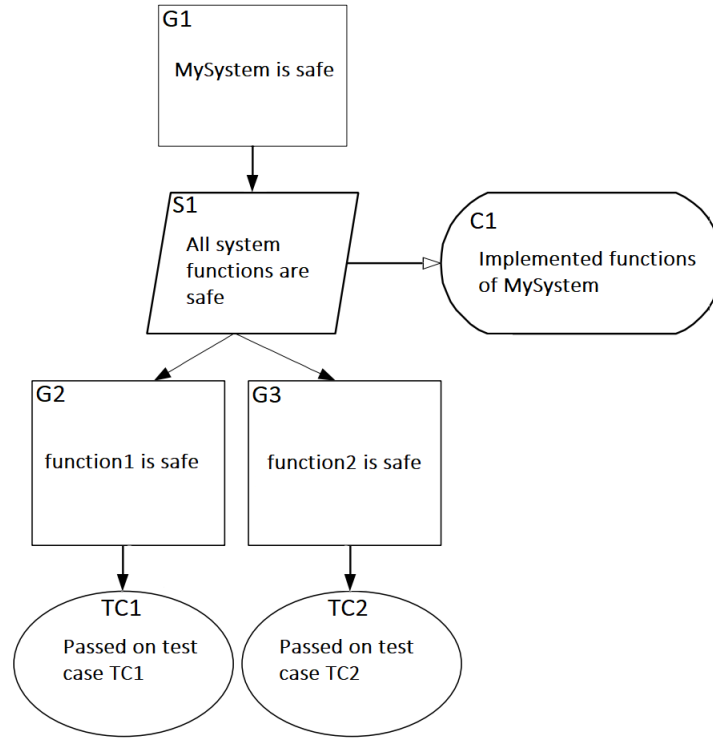 G1
MySystem is safe
S1
All system
functions are
safe
C1
Implemented functions
of MySystem
G2
function1 is safe
G3
function2 is safe
TC1
Passed on test
case TC1
TC2
Passed on test
case TC2